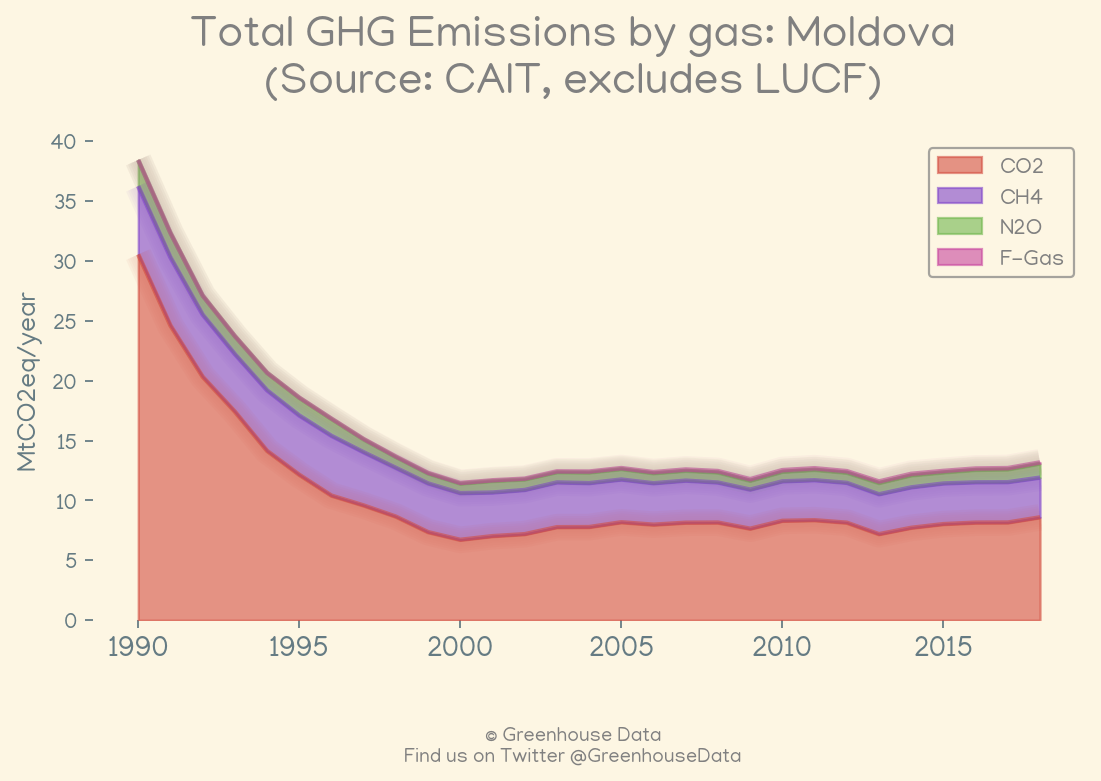 Total GHG Emissions by gas: Moldova
(Source: CAIT, excludes LUCF)
40
35
30
25
20
15
10
5
0
MtCO2eq/year
CO2
CH4
N2O
F-Gas
1990 1995 2000 2005 2010 2015
© Greenhouse Data
Find us on Twitter @GreenhouseData